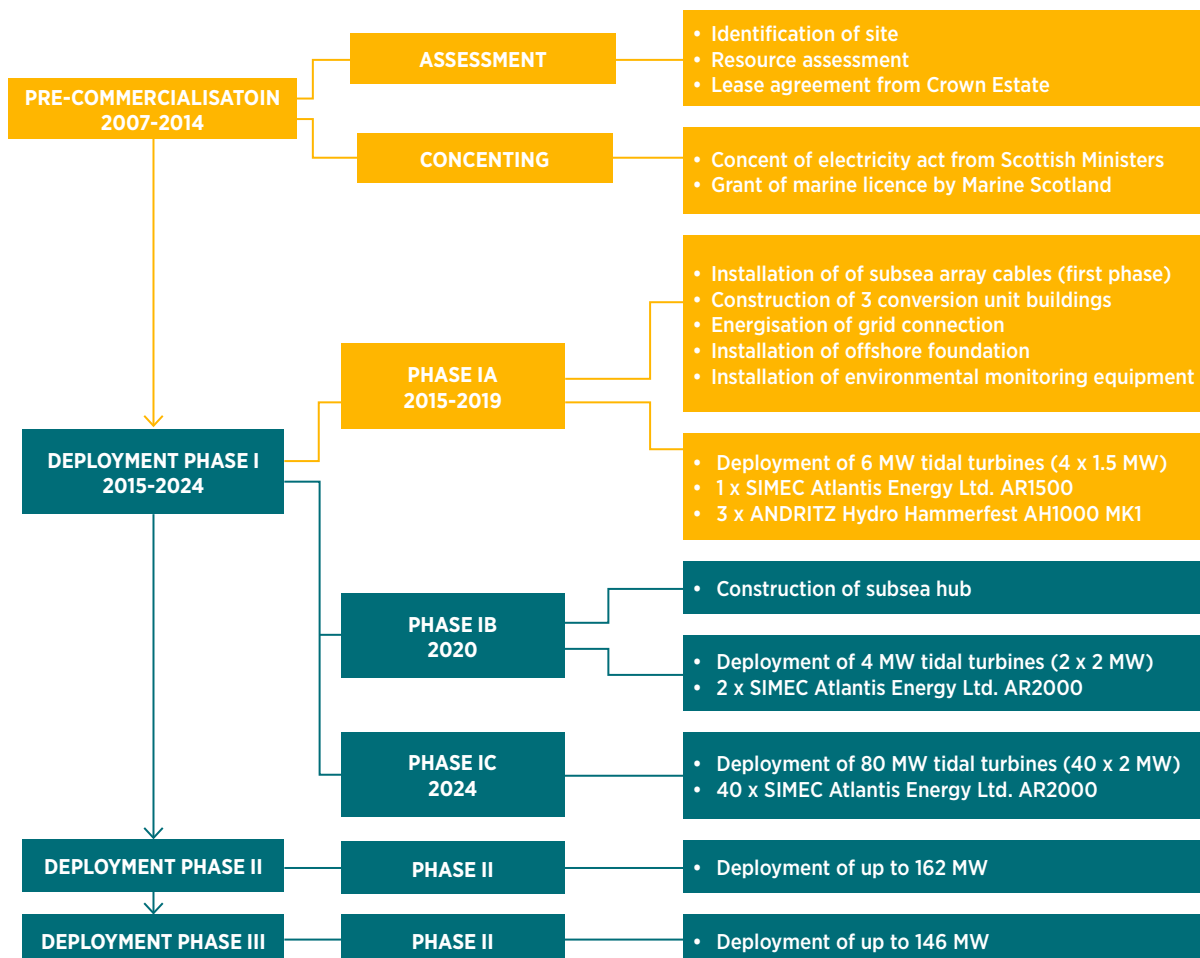 PRE-COMMERCIALISATOIN
2007-2014
ASSESSMENT
• Identification of site
• Resource assessment
• Lease agreement from Crown Estate
CONCENTING
• Concent of electricity act from Scottish Ministers
• Grant of marine licence by Marine Scotland
DEPLOYMENT PHASE I
2015-2024
PHASE IA
2015-2019
• Installation of of subsea array cables (first phase)
• Construction of 3 conversion unit buildings
• Energisation of grid connection
• Installation of offshore foundation
• Installation of environmental monitoring equipment
• Deployment of 6 MW tidal turbines (4 x 1.5 MW)
• 1 x SIMEC Atlantis Energy Ltd. AR1500
• 3 x ANDRITZ Hydro Hammerfest AH1000 MK1
PHASE IB
2020
• Construction of subsea hub
• Deployment of 4 MW tidal turbines (2 x 2 MW)
• 2 x SIMEC Atlantis Energy Ltd. AR2000
PHASE IC
2024
• Deployment of 80 MW tidal turbines (40 x 2 MW)
• 40 x SIMEC Atlantis Energy Ltd. AR2000
DEPLOYMENT PHASE II
PHASE II
• Deployment of up to 162 MW
DEPLOYMENT PHASE III
PHASE II
• Deployment of up to 146 MW